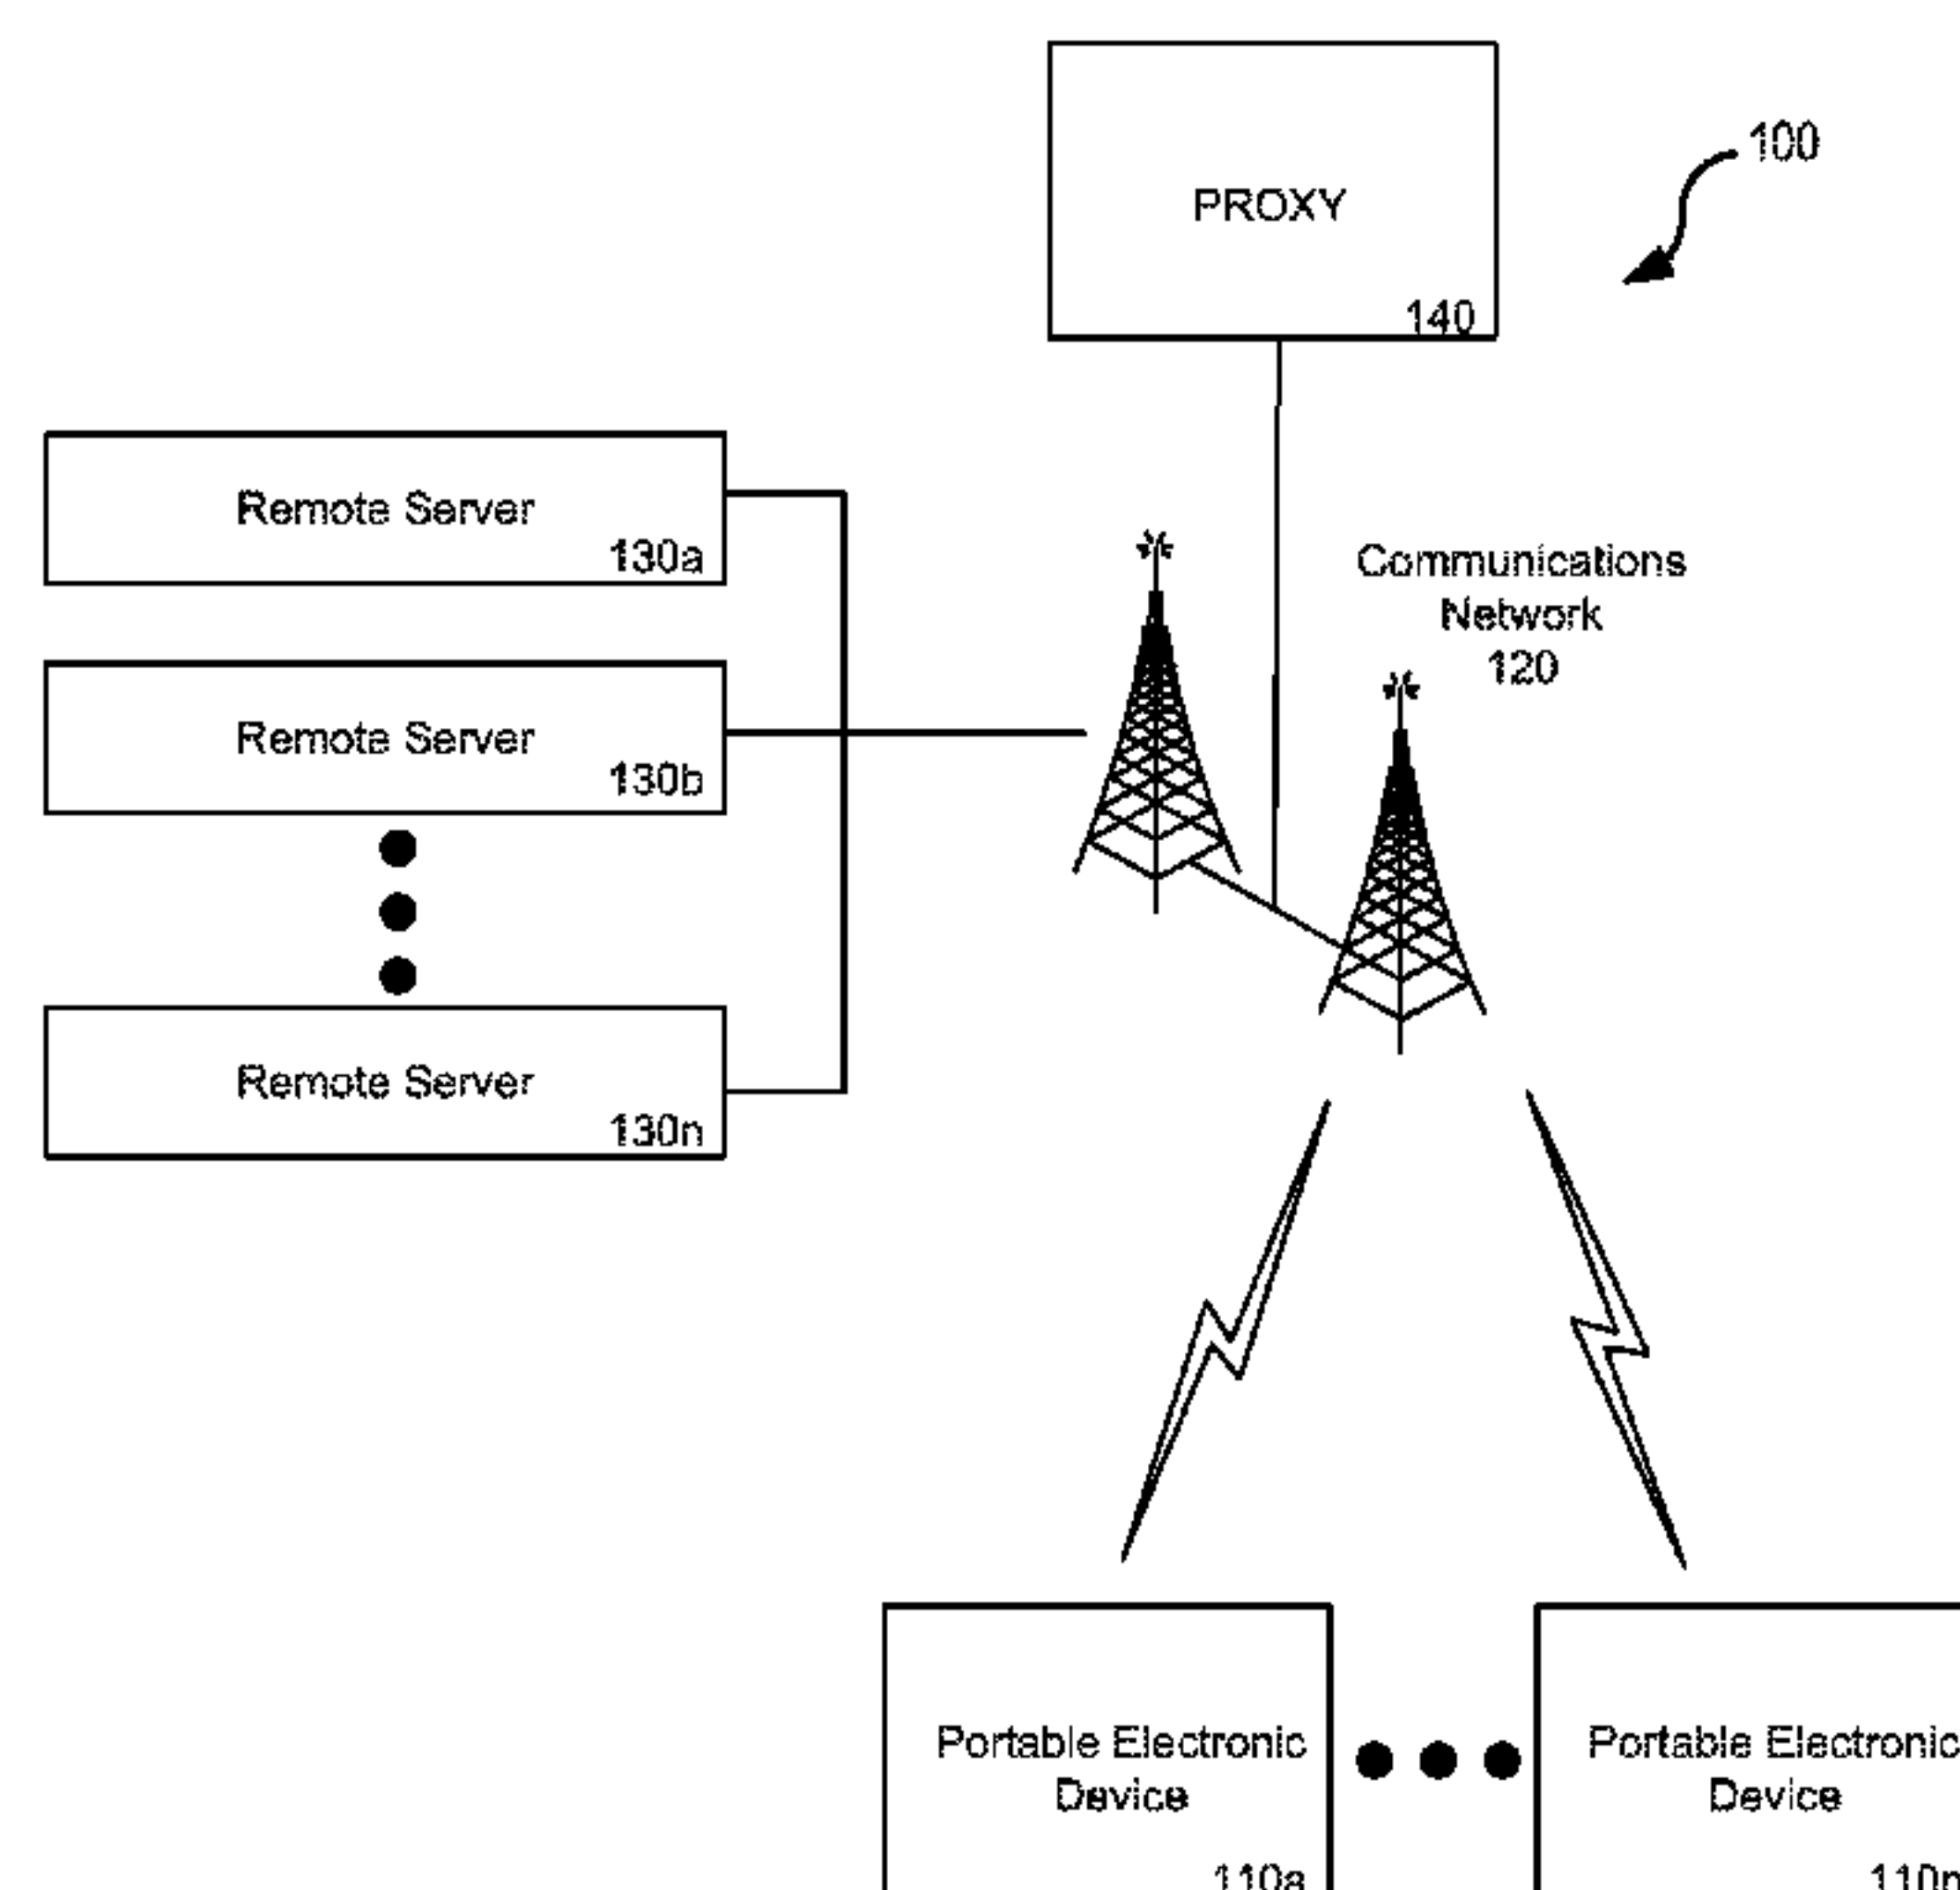 PROXY
140
100
Remote Server
130a
Communications
Network
120
Remote Server
130b
Remote Server
130n
Portable Electronic
Device
110a
Portable Electronic
Device
110n